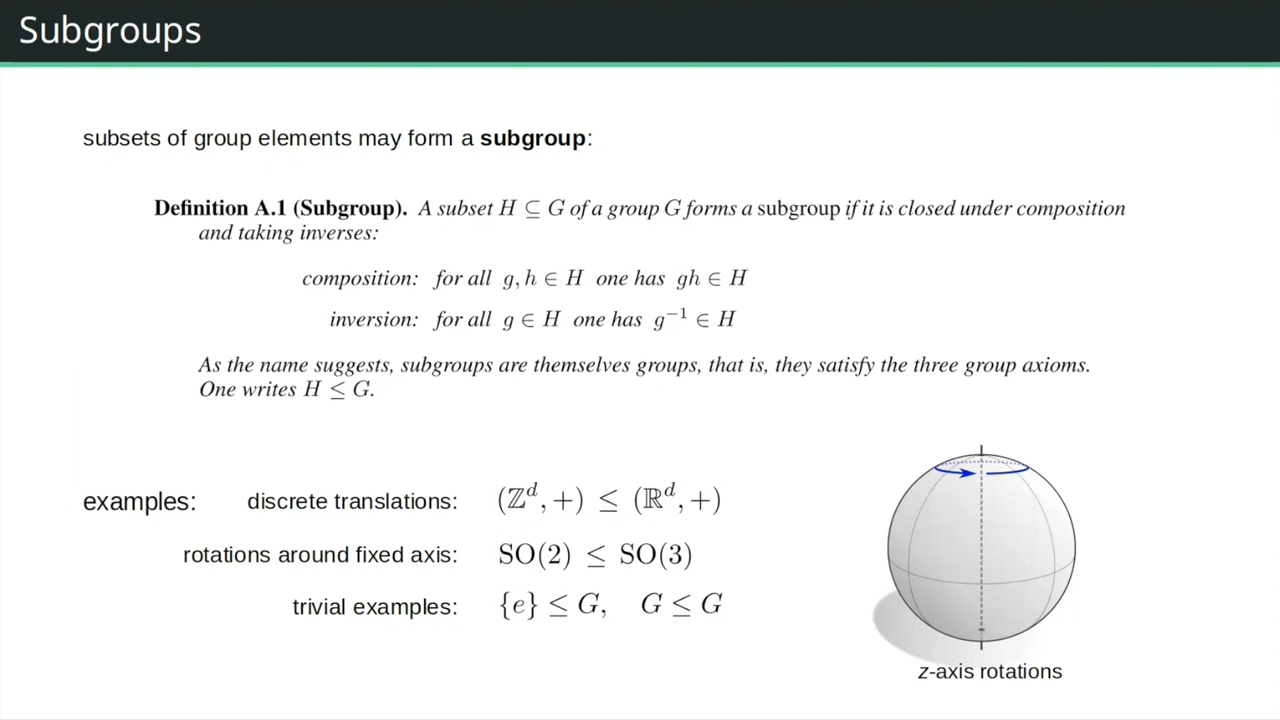 Subgroups
subsets of group elements may form a subgroup:
Definition A.1 (Subgroup). A subset H ⊆ G of a group G forms a subgroup if it is closed under composition
and taking inverses:
composition: for all g, h ∈ H one has gh ∈ H
inversion: for all g ∈ H one has g⁻¹ ∈ H
As the name suggests, subgroups are themselves groups, that is, they satisfy the three group axioms.
One writes H ≤ G.
examples: discrete translations: (ℤᵈ, +) ≤ (ℝᵈ, +)
rotations around fixed axis: SO(2) ≤ SO(3)
trivial examples: {e} ≤ G, G ≤ G
z-axis rotations